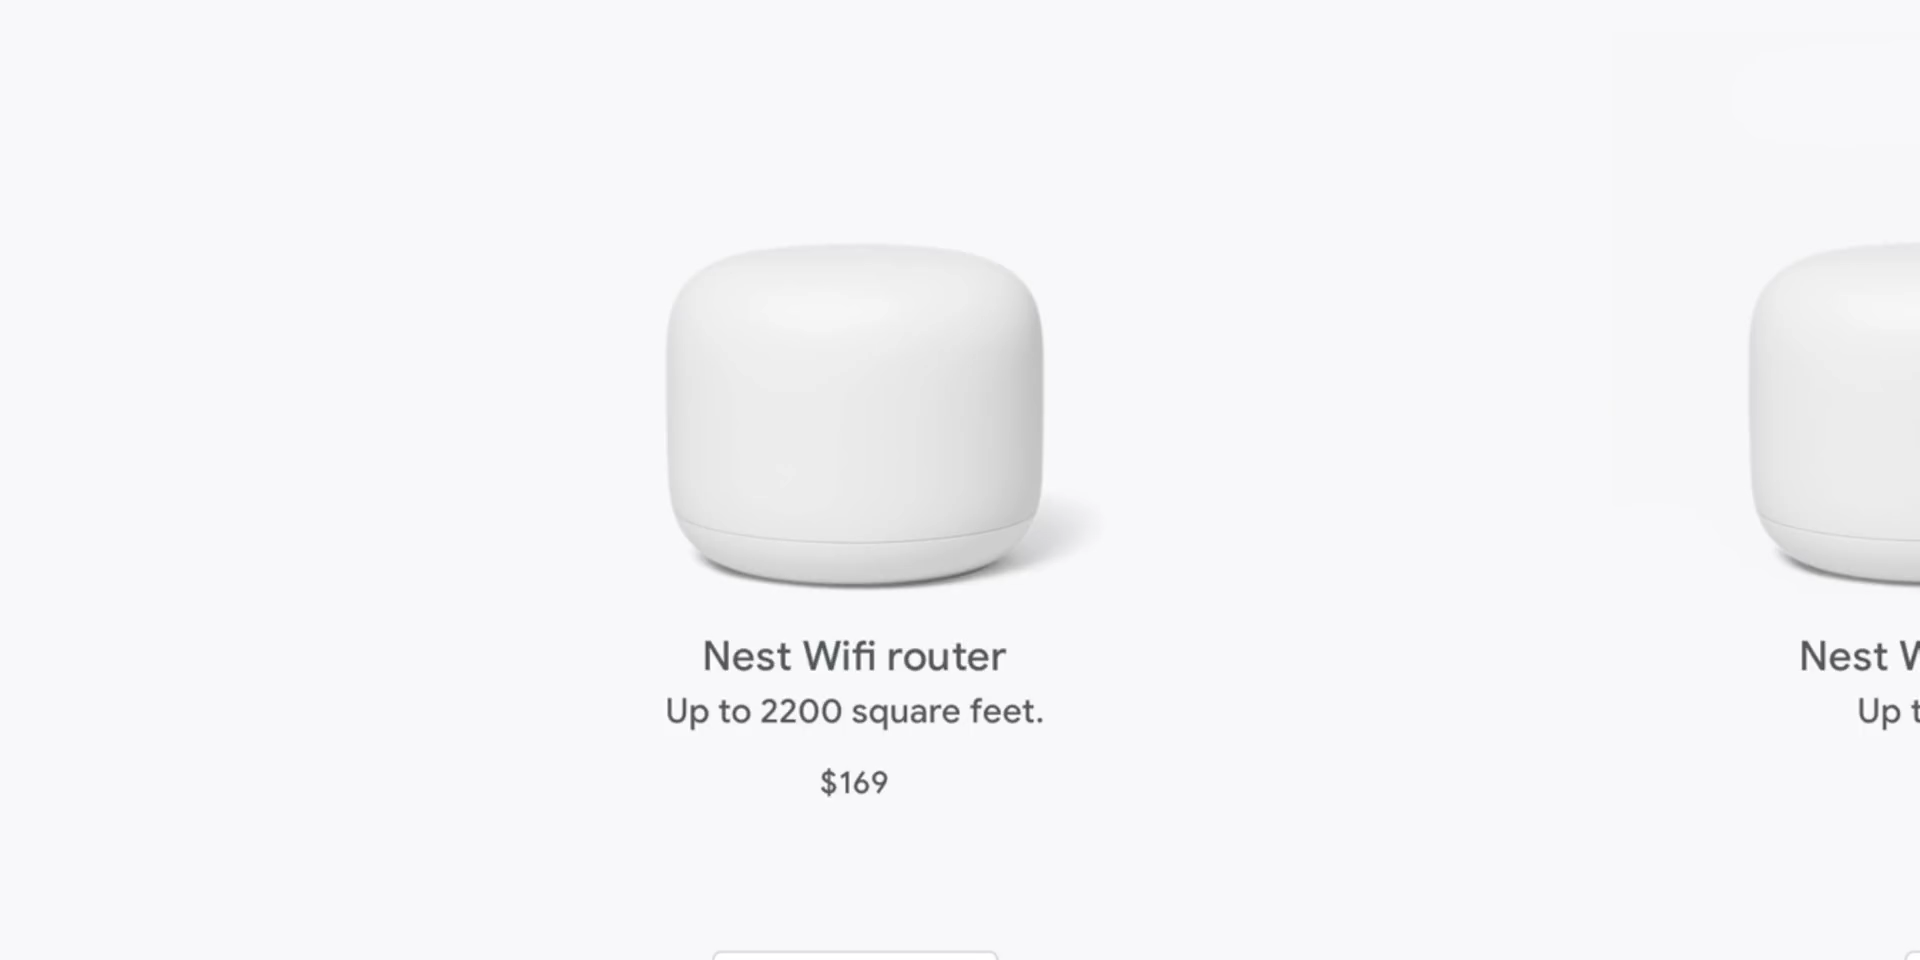 Nest Wifi router
Up to 2200 square feet.
$169
Nest
Up